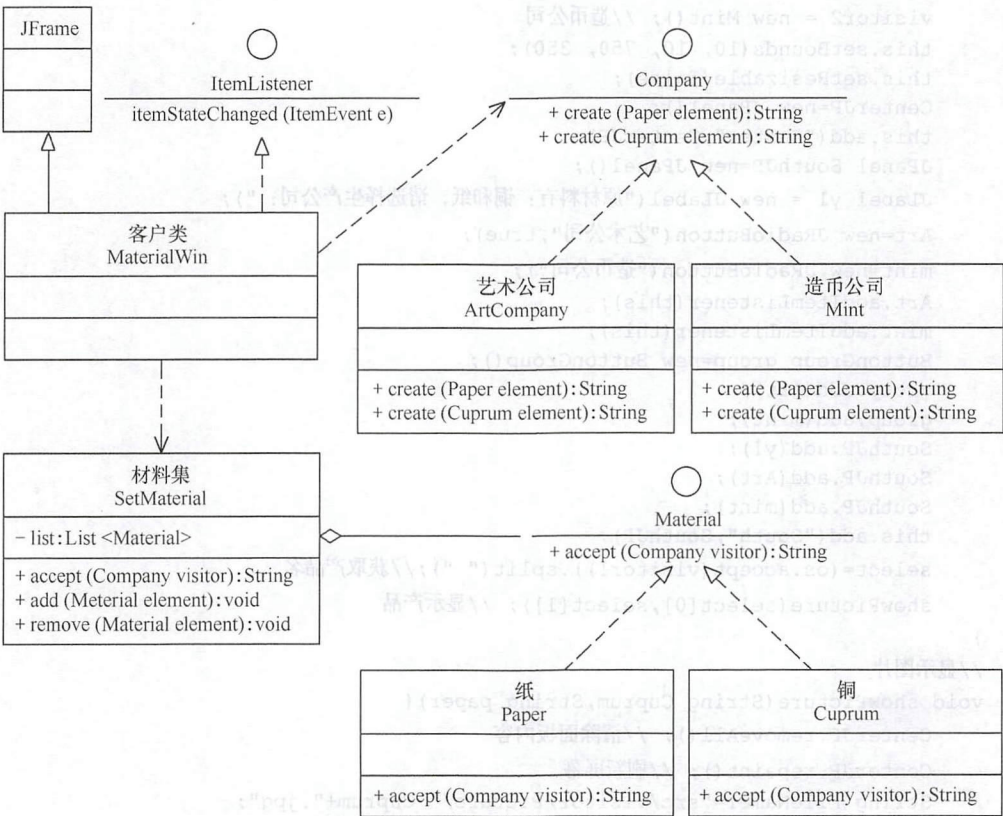 JFrame
ItemListener
itemStateChanged (ItemEvent e)
Company
+ create (Paper element):String
+ create (Cuprum element):String
客户类
MaterialWin
艺术公司
ArtCompany
+ create (Paper element):String
+ create (Cuprum element):String
造币公司
Mint
+ create (Paper element):String
+ create (Cuprum element):String
材料集
SetMaterial
− list:List <Material>
+ accept (Company visitor):String
+ add (Meterial element):void
+ remove (Material element):void
Material
+ accept (Company visitor):String
纸
Paper
+ accept (Company visitor):String
铜
Cuprum
+ accept (Company visitor):String